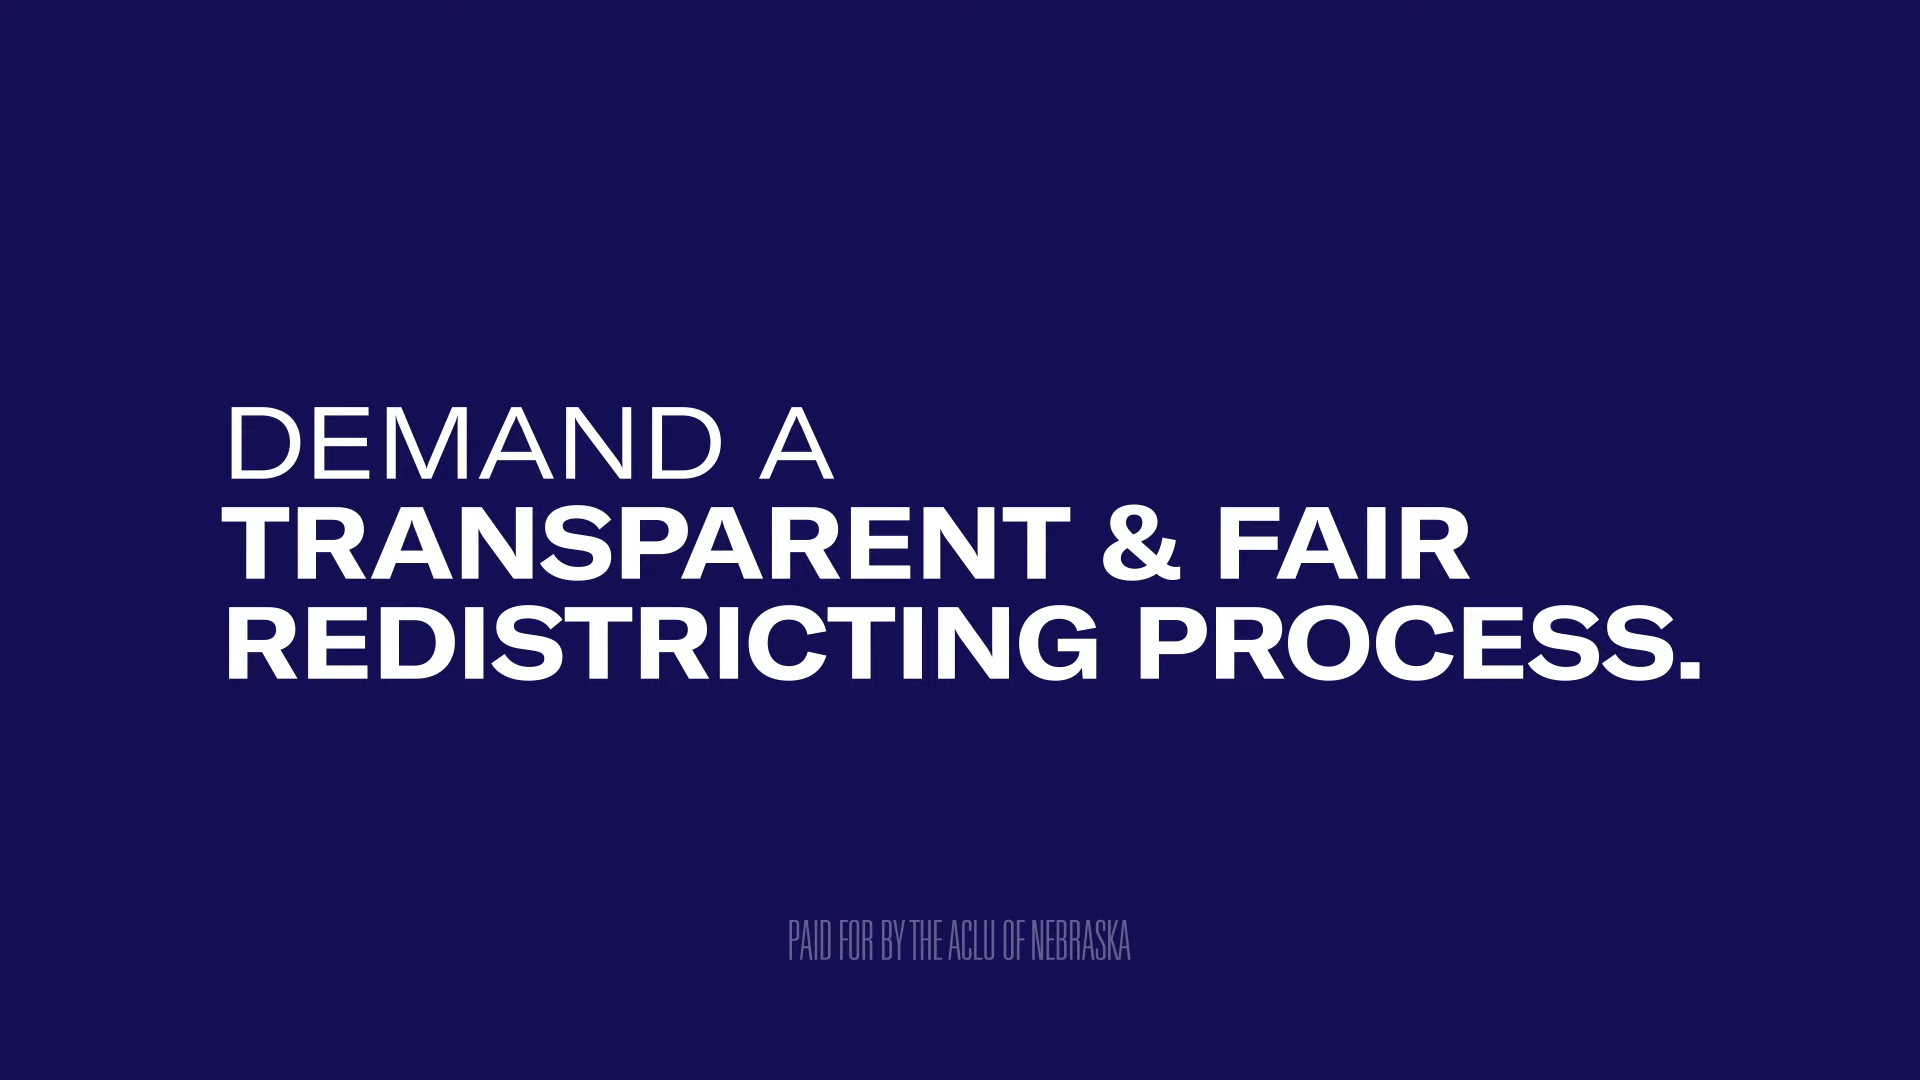 DEMAND A
TRANSPARENT & FAIR
REDISTRICTING PROCESS.
PAID FOR BY THE ACLU OF NEBRASKA